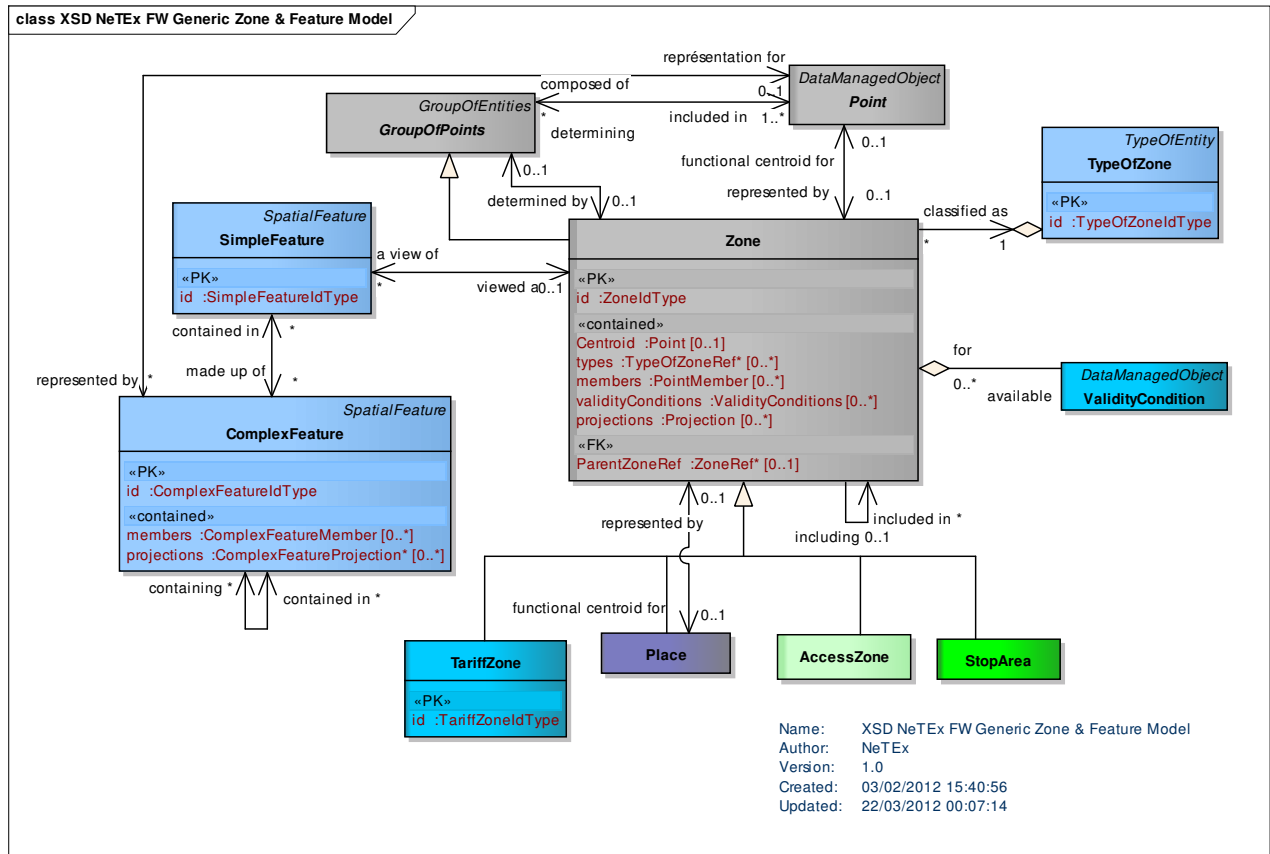 class XSD NeTEx FW Generic Zone & Feature Model
représentation for
composed of
0..1
included in 1..*
*
determining
GroupOfEntities
GroupOfPoints
DataManagedObject
Point
0..1
functional centroid for
represented by
0..1
TypeOfEntity
TypeOfZone
«PK»
id :TypeOfZoneIdType
classified as
*
1
0..1
determined by
0..1
SpatialFeature
SimpleFeature
«PK»
id :SimpleFeatureIdType
a view of
*
viewed a
0..1
Zone
«PK»
id :ZoneIdType
«contained»
Centroid :Point [0..1]
types :TypeOfZoneRef* [0..*]
members :PointMember [0..*]
validityConditions :ValidityConditions [0..*]
projections :Projection [0..*]
«FK»
ParentZoneRef :ZoneRef* [0..1]
for
0..*
available
DataManagedObject
ValidityCondition
contained in *
made up of
*
represented by *
SpatialFeature
ComplexFeature
«PK»
id :ComplexFeatureIdType
«contained»
members :ComplexFeatureMember [0..*]
projections :ComplexFeatureProjection* [0..*]
containing *
contained in *
0..1
represented by
included in *
including 0..1
functional centroid for
0..1
TariffZone
«PK»
id :TariffZoneIdType
Place
AccessZone
StopArea
Name: XSD NeTEx FW Generic Zone & Feature Model
Author: NeTEx
Version: 1.0
Created: 03/02/2012 15:40:56
Updated: 22/03/2012 00:07:14